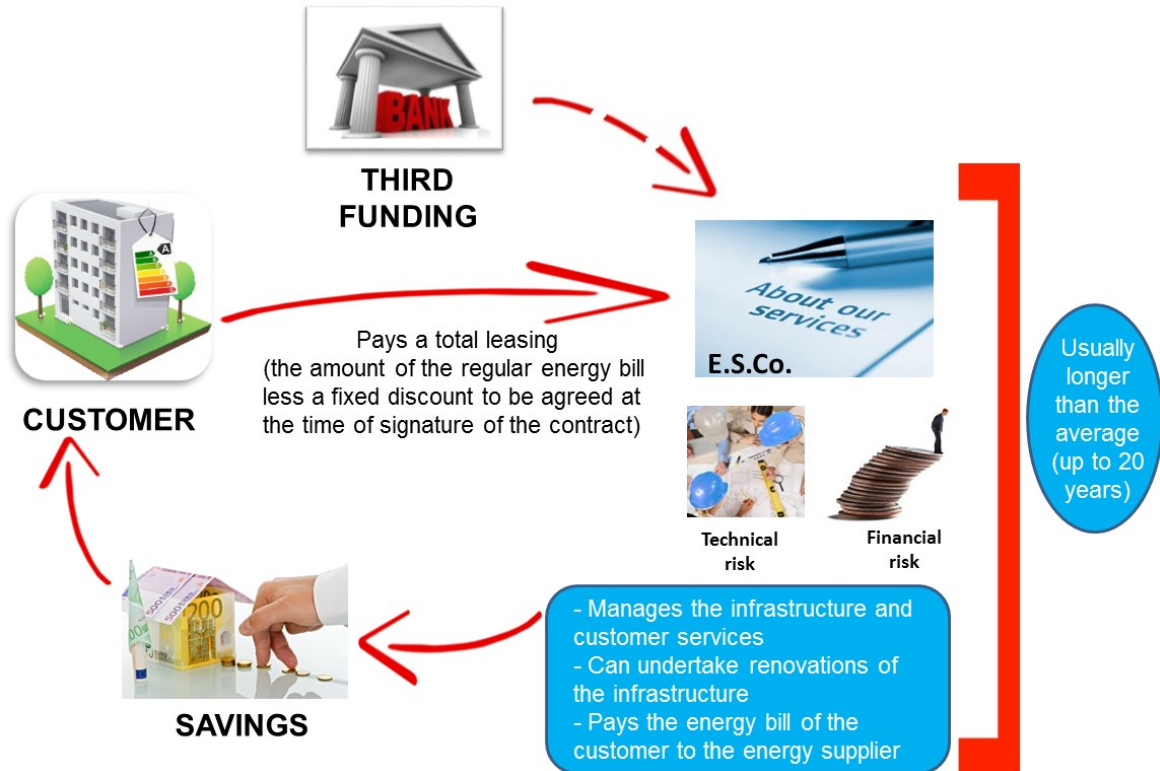 BANK
THIRD
FUNDING
A
CUSTOMER
Pays a total leasing
(the amount of the regular energy bill
less a fixed discount to be agreed at
the time of signature of the contract)
About our
services
E.S.Co.
Technical
risk
Financial
risk
Usually
longer
than the
average
(up to 20
years)
500
500
200
SAVINGS
- Manages the infrastructure and
customer services
- Can undertake renovations of
the infrastructure
- Pays the energy bill of the
customer to the energy supplier